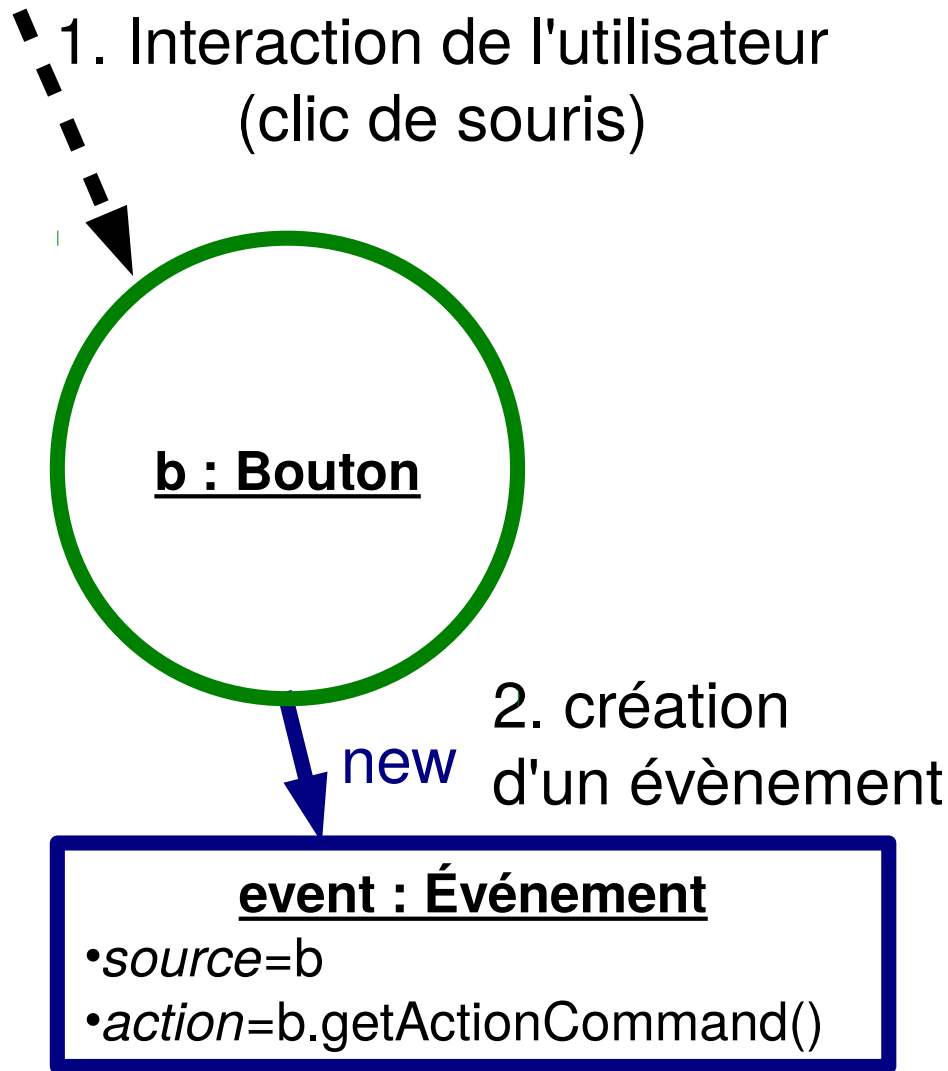 1. Interaction de l'utilisateur
(clic de souris)
b : Bouton
2. création
new
d'un évènement
event : Événement
•source=b
•action=b.getActionCommand()